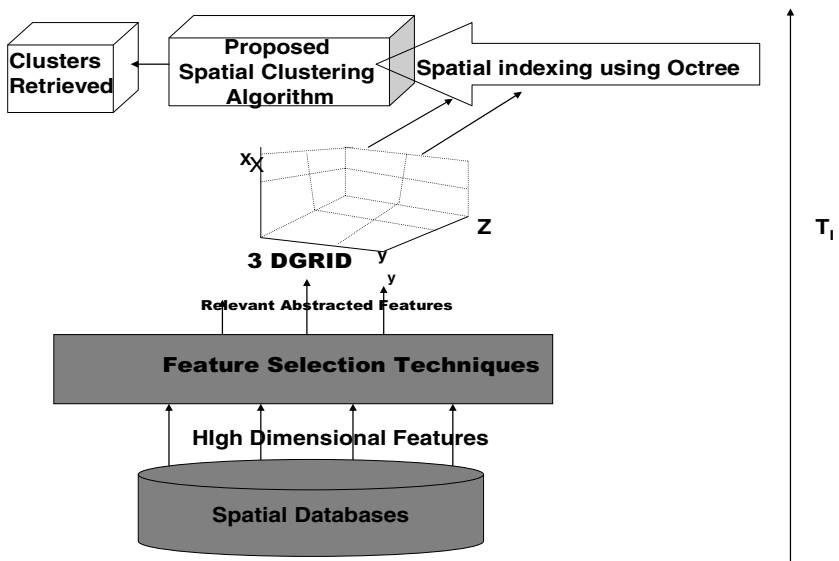 Clusters
Retrieved
Proposed
Spatial Clustering
Algorithm
Spatial indexing using Octree
xX
Z
y
3 DGRID
y
Relevant Abstracted Features
Feature Selection Techniques
HIgh Dimensional Features
Spatial Databases